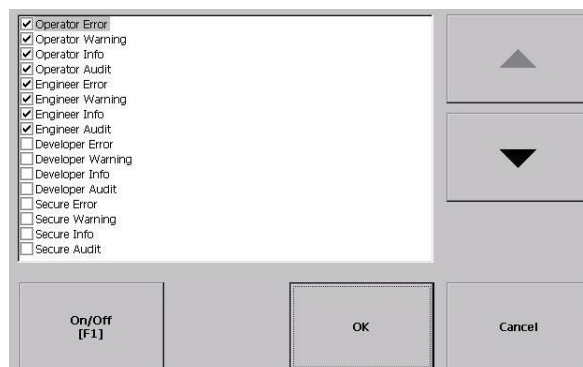 Operator Error
Operator Warning
Operator Info
Operator Audit
Engineer Error
Engineer Warning
Engineer Info
Engineer Audit
Developer Error
Developer Warning
Developer Info
Developer Audit
Secure Error
Secure Warning
Secure Info
Secure Audit
On/Off
[F1]
OK
Cancel